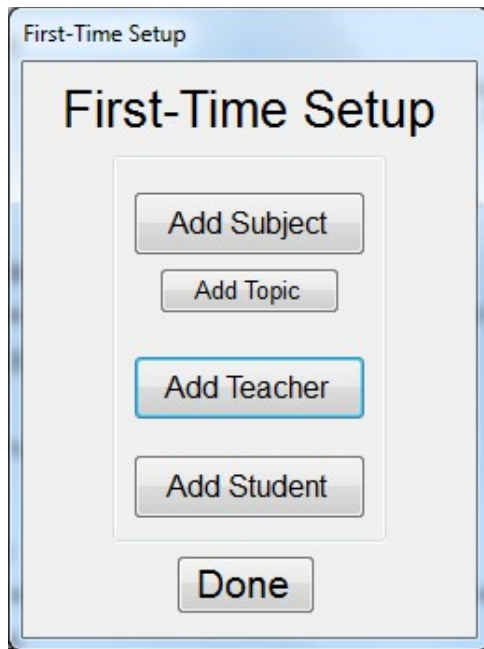 First-Time Setup
First-Time Setup
Add Subject
Add Topic
Add Teacher
Add Student
Done